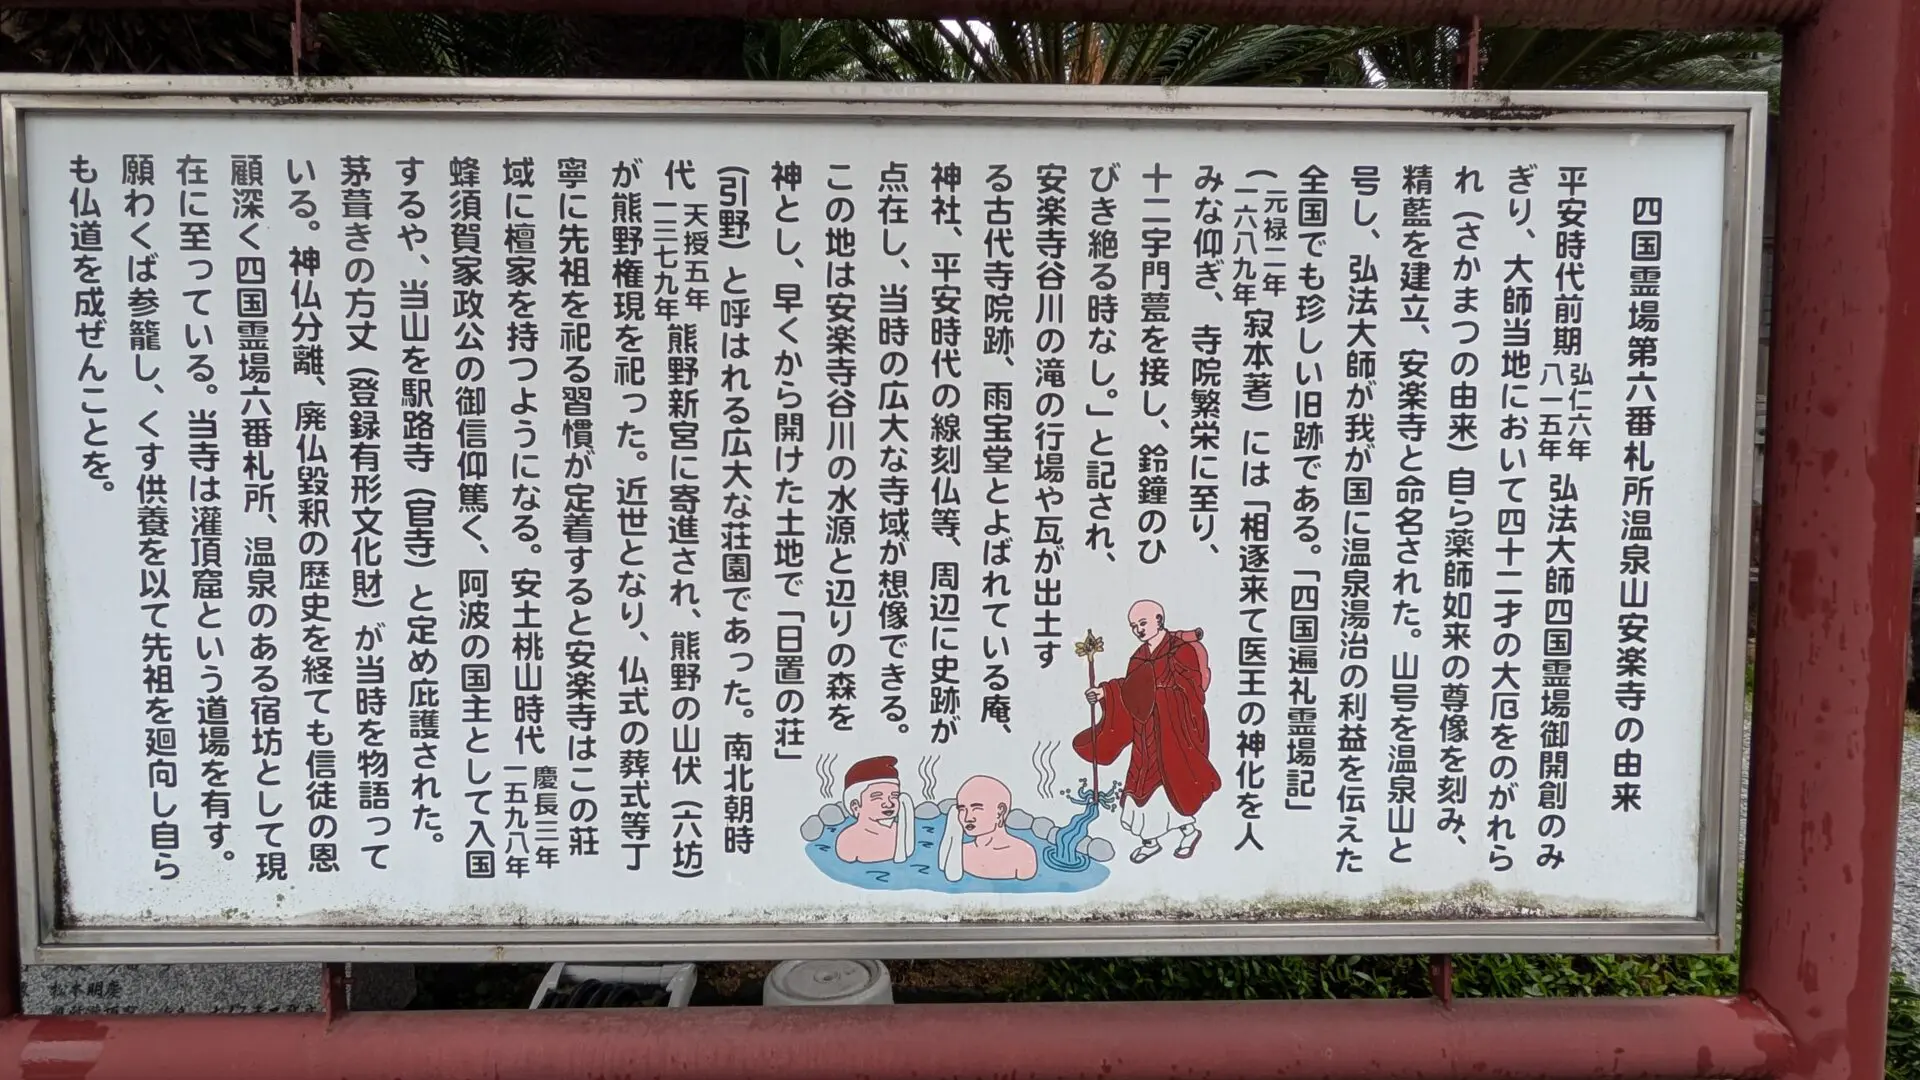 四国霊場第六番札所温泉山安楽寺の由来
平安時代前期 弘仁六年 八一五年 弘法大師四国霊場御開創のみ
ぎり、大師当地において四十二才の大厄をのがれら
れ（さかまつの由来）自ら薬師如来の尊像を刻み、
精藍を建立、安楽寺と命名された。山号を温泉山と
号し、弘法大師が我が国に温泉湯治の利益を伝えた
全国でも珍しい旧跡である。「四国遍礼霊場記」
（元禄二年 一六八九年 寂本著）には「相逐来て医王の神化を人
みな仰ぎ、寺院繁栄に至り、
十二宇門甍を接し、鈴鐘のひ
びき絶る時なし。」と記され、
安楽寺谷川の滝の行場や瓦が出土す
る古代寺院跡、雨宝堂とよばれている庵、
神社、平安時代の線刻仏等、周辺に史跡が
点在し、当時の広大な寺域が想像できる。
この地は安楽寺谷川の水源と辺りの森を
神とし、早くから開けた土地で「日置の荘」
（引野）と呼はれる広大な荘園であった。南北朝時
代 天授五年 一三七九年 熊野新宮に寄進され、熊野の山伏（六坊）
が熊野権現を祀った。近世となり、仏式の葬式等丁
寧に先祖を祀る習慣が定着すると安楽寺はこの荘
域に檀家を持つようになる。安土桃山時代 慶長三年 一五九八年
蜂須賀家政公の御信仰篤く、阿波の国主として入国
するや、当山を駅路寺（官寺）と定め庇護された。
茅葺きの方丈（登録有形文化財）が当時を物語って
いる。神仏分離、廃仏毀釈の歴史を経ても信徒の恩
顧深く四国霊場六番札所、温泉のある宿坊として現
在に至っている。当寺は灌頂窟という道場を有す。
願わくば参籠し、くす供養を以て先祖を廻向し自ら
も仏道を成ぜんことを。
松本明慶